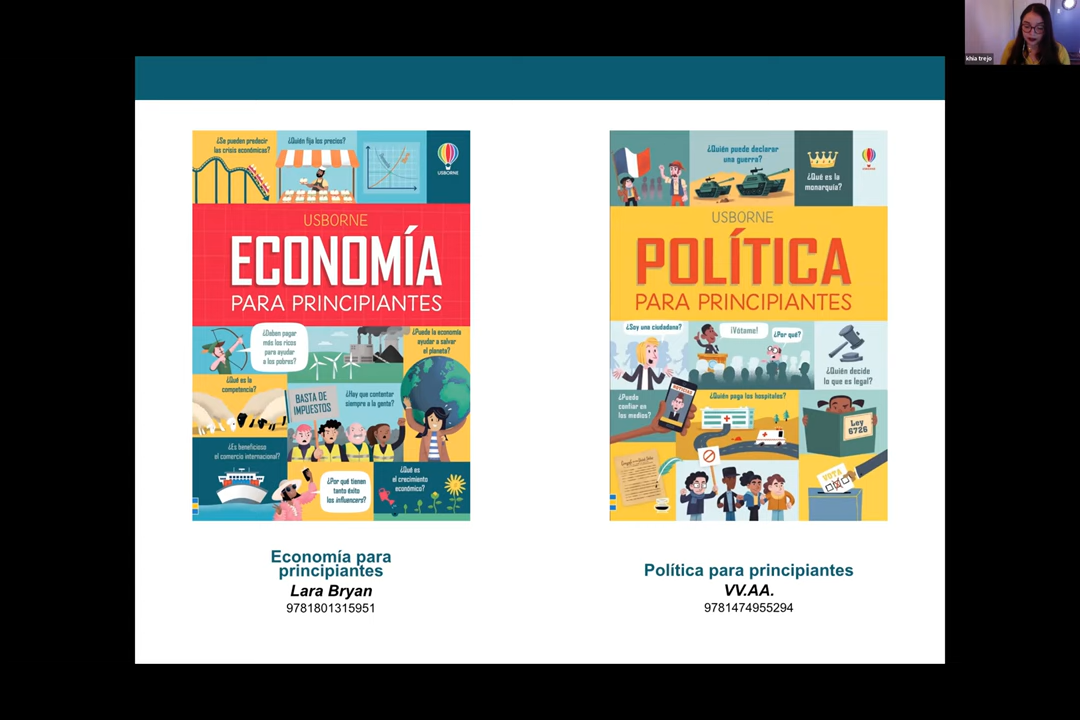 khia trejo
¿Se pueden predecir
las crisis económicas?
¿Quién fija los precios?
USBORNE
USBORNE
ECONOMÍA
PARA PRINCIPIANTES
¿Deben pagar
más los ricos
para ayudar
a los pobres?
¿Puede la economía
ayudar a salvar
el planeta?
¿Qué es la
competencia?
BASTA DE
IMPUESTOS
¿Hay que contentar
siempre a la gente?
¿Es beneficioso
el comercio internacional?
¿Por qué tienen
tanto éxito
los influencers?
¿Qué es
el crecimiento
económico?
Economía para
principiantes
Lara Bryan
9781801315951
¿Quién puede declarar
una guerra?
¿Qué es la
monarquía?
USBORNE
POLÍTICA
PARA PRINCIPIANTES
¿Soy una ciudadana?
¡Vótame!
¿Por qué?
¿Quién decide
lo que es legal?
¿Puedo
confiar en
los medios?
¿Quién paga los hospitales?
Ley
6726
VOTA
Política para principiantes
VV.AA.
9781474955294